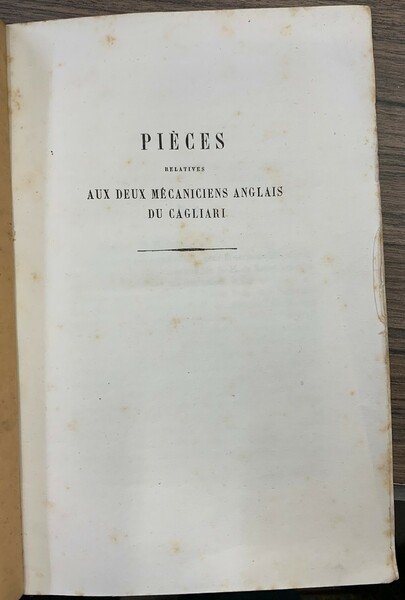 PIÈCES
RELATIVES
AUX DEUX MÉCANICIENS ANGLAIS
DU CAGLIARI